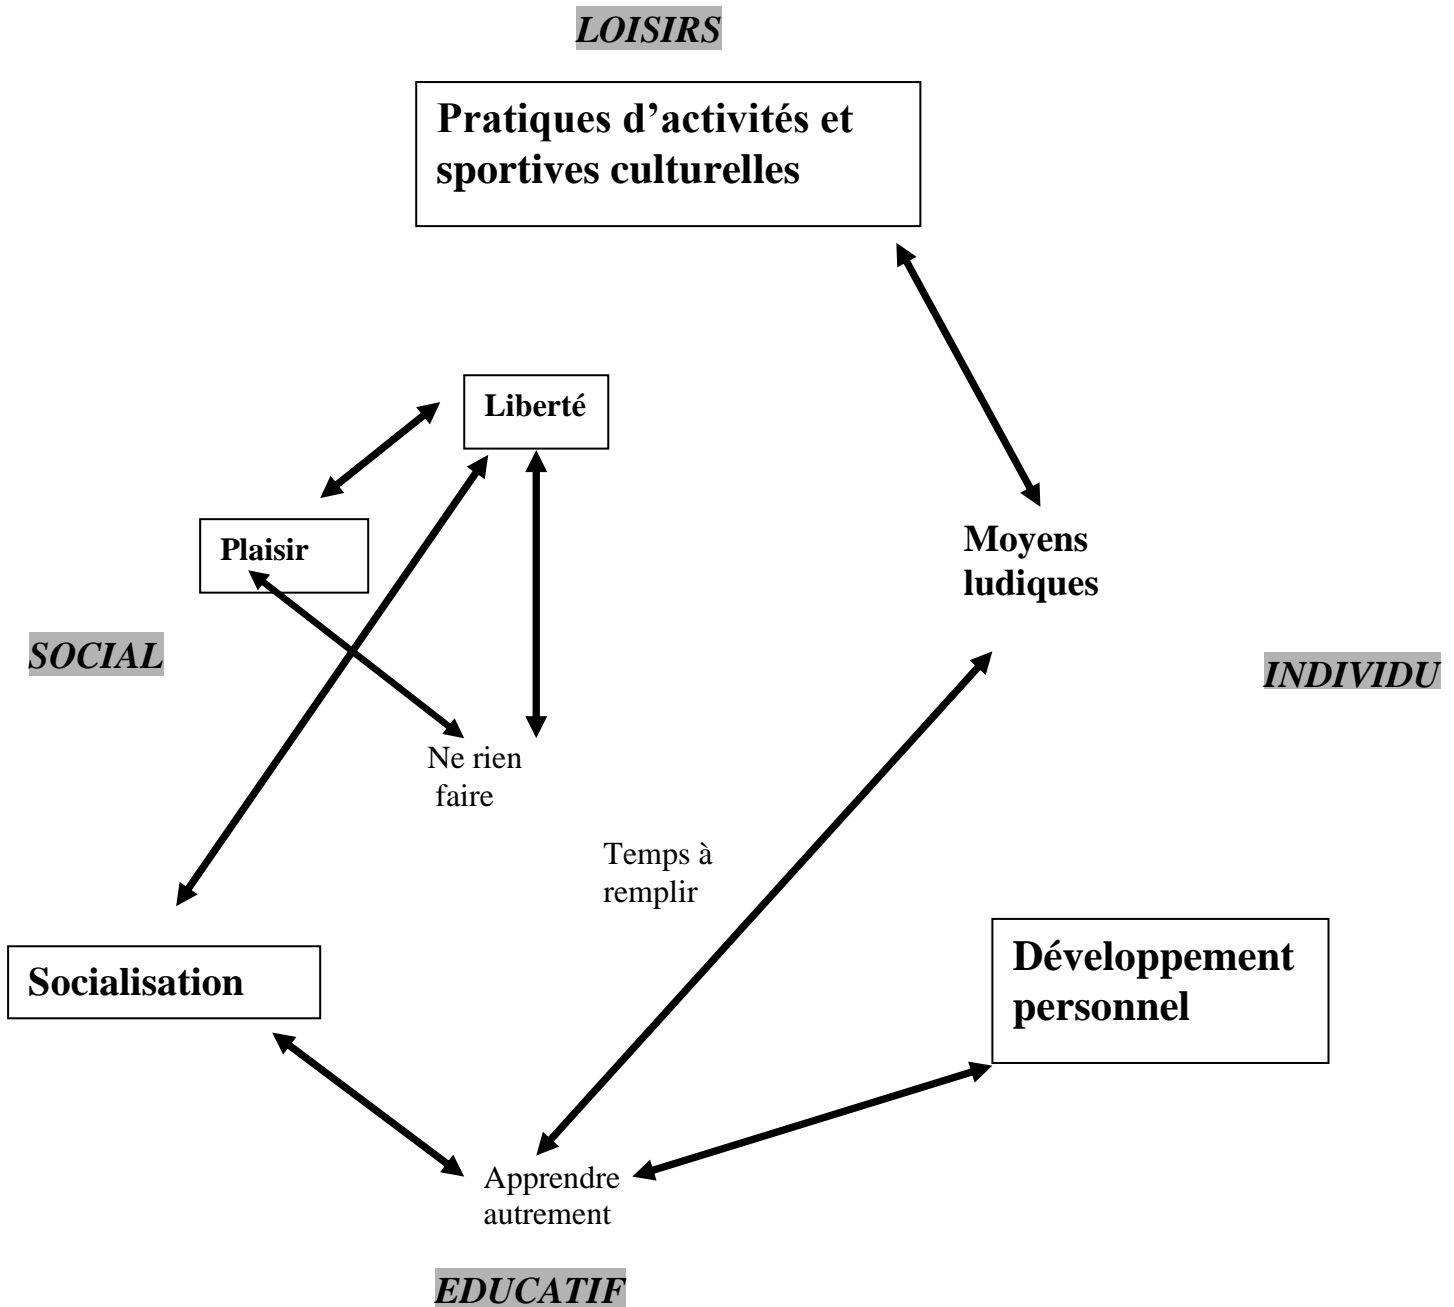 LOISIRS
Pratiques d’activités et
sportives culturelles
Liberté
Plaisir
Moyens
ludiques
SOCIAL
INDIVIDU
Ne rien
faire
Temps à
remplir
Développement
personnel
Socialisation
Apprendre
autrement
EDUCATIF